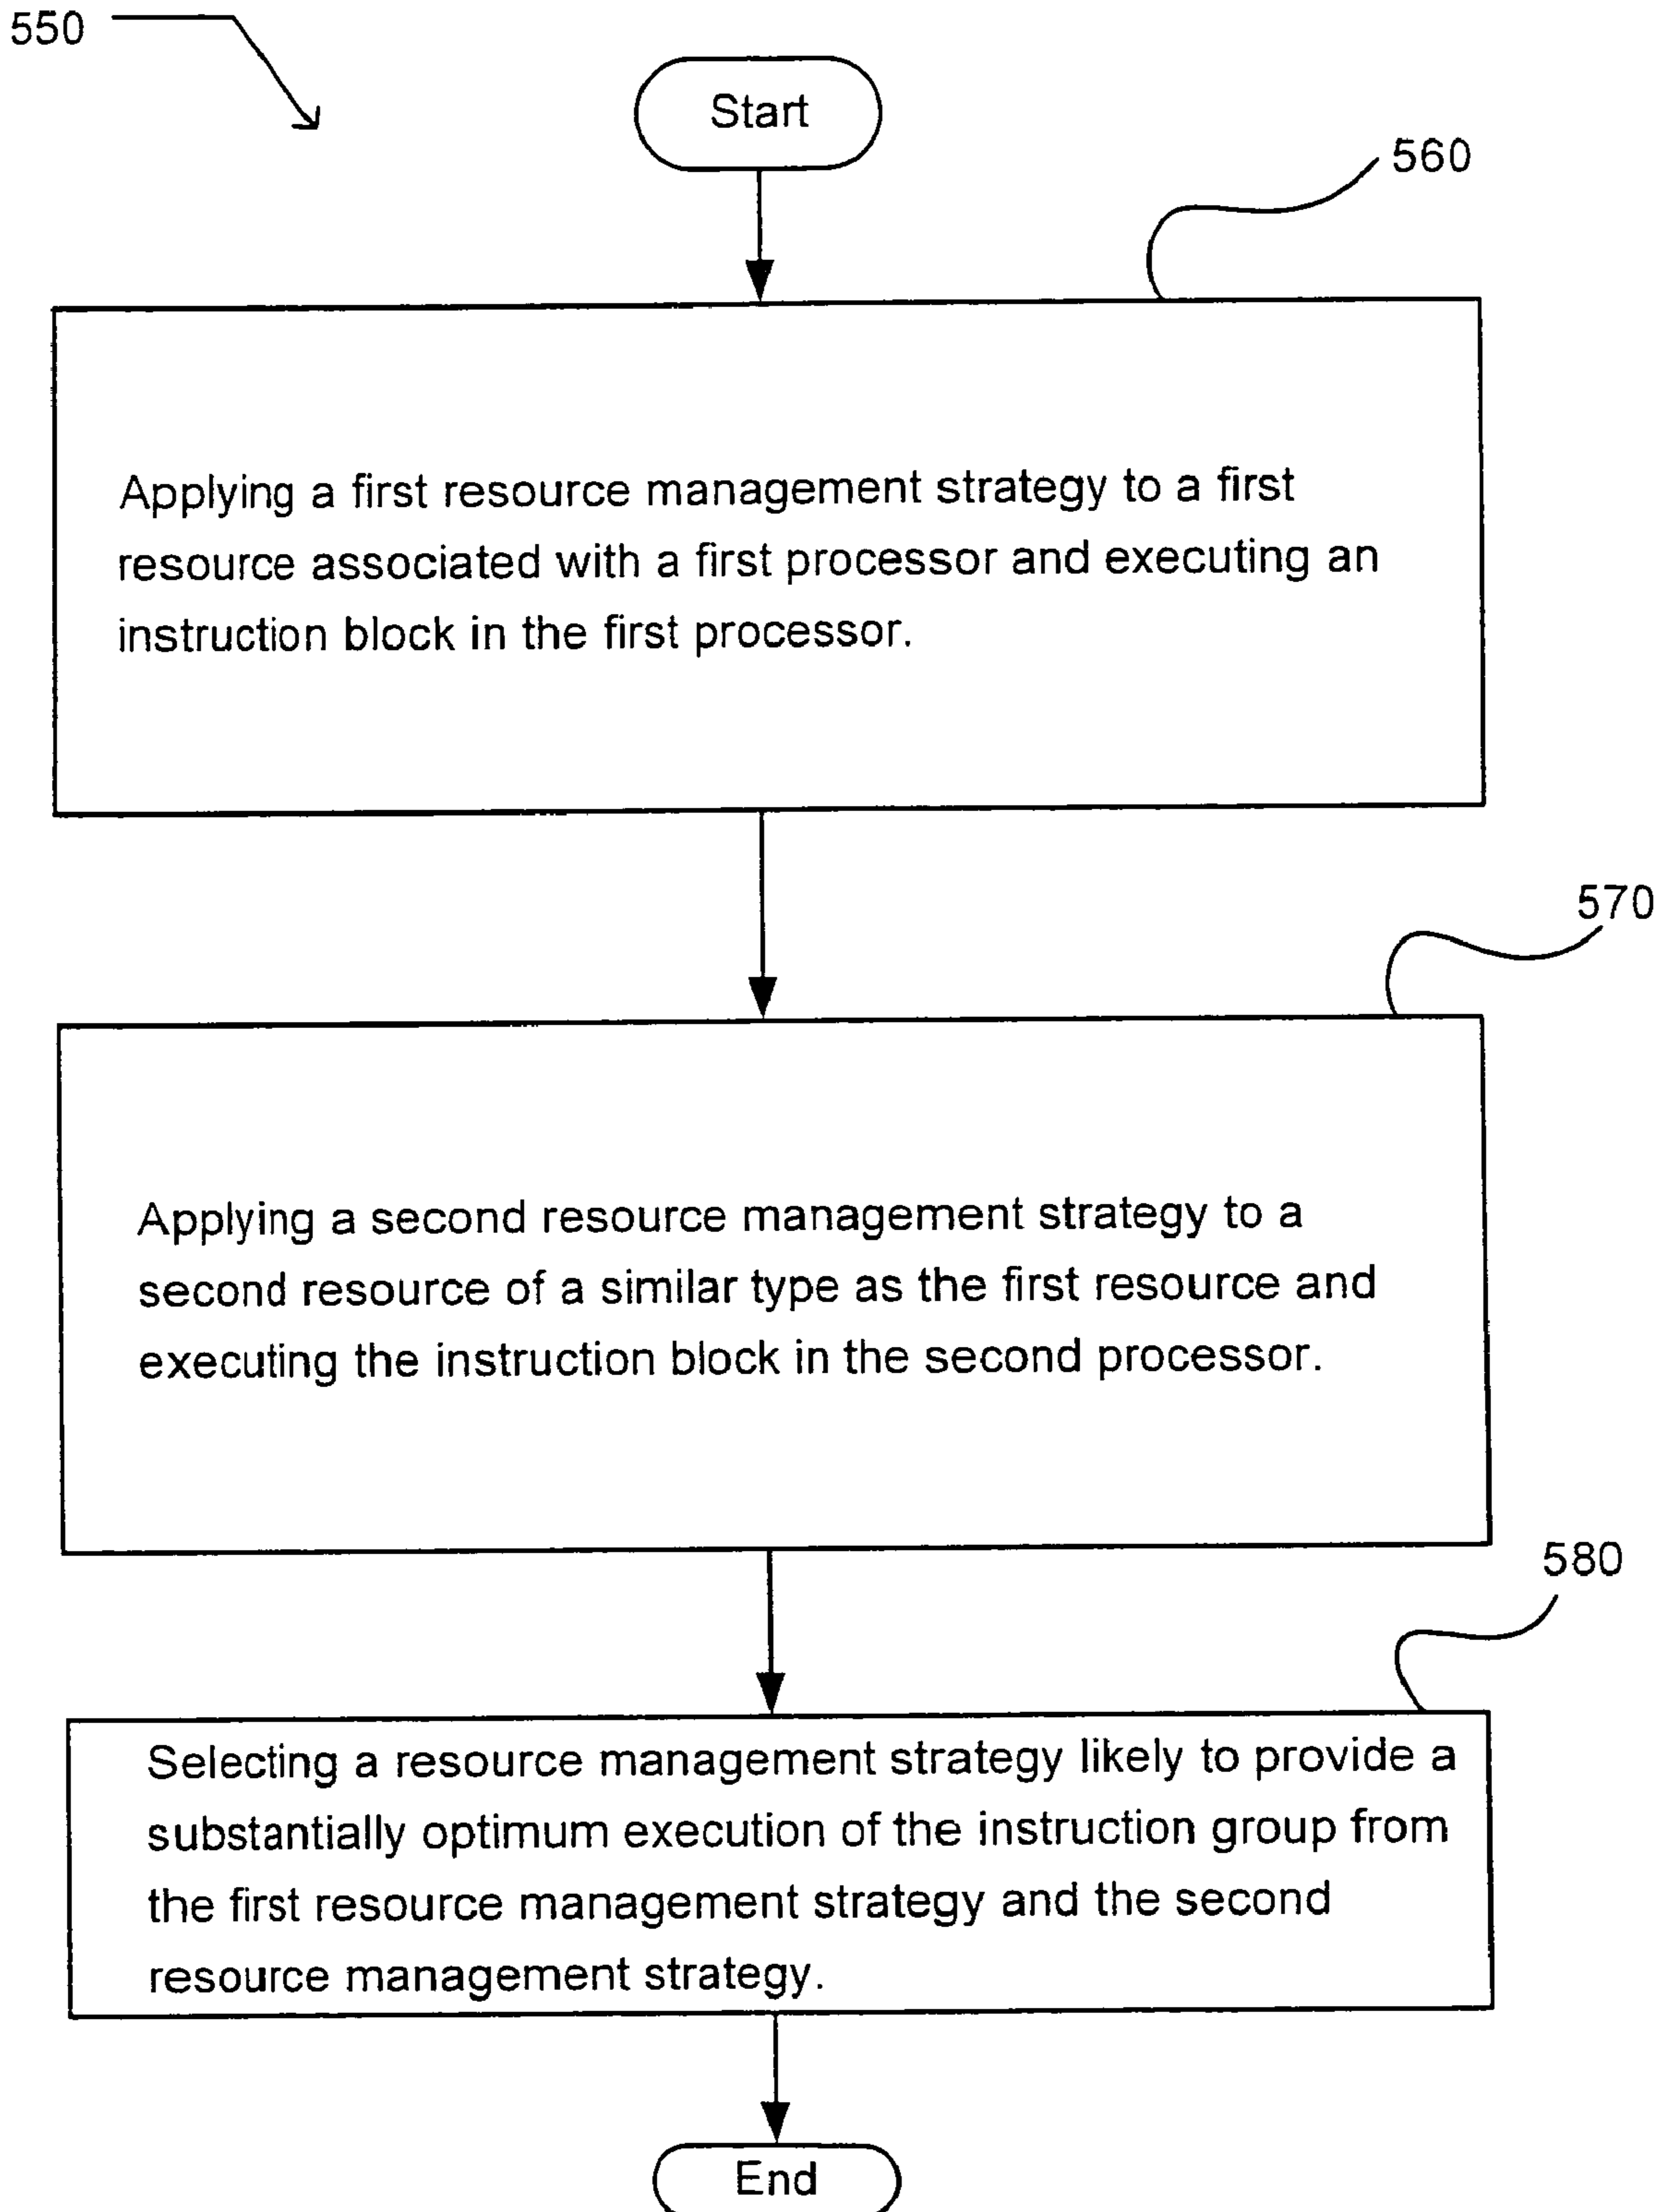 550
Start
560
Applying a first resource management strategy to a first
resource associated with a first processor and executing an
instruction block in the first processor.
570
Applying a second resource management strategy to a
second resource of a similar type as the first resource and
executing the instruction block in the second processor.
580
Selecting a resource management strategy likely to provide a
substantially optimum execution of the instruction group from
the first resource management strategy and the second
resource management strategy.
End